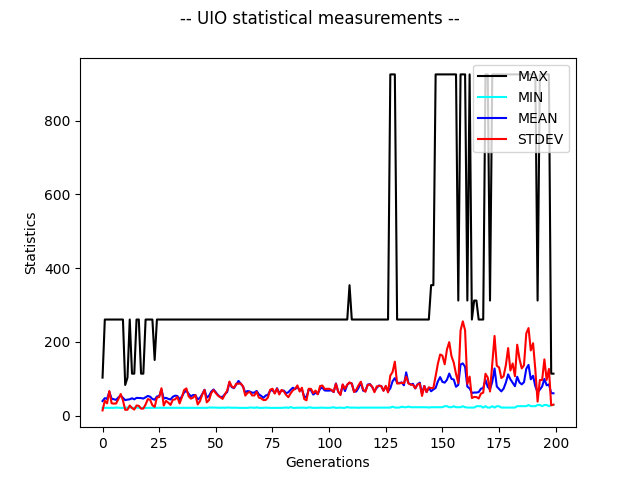 -- UIO statistical measurements --
MAX
MIN
MEAN
STDEV
800
600
400
200
0
Statistics
0 25 50 75 100 125 150 175 200
Generations